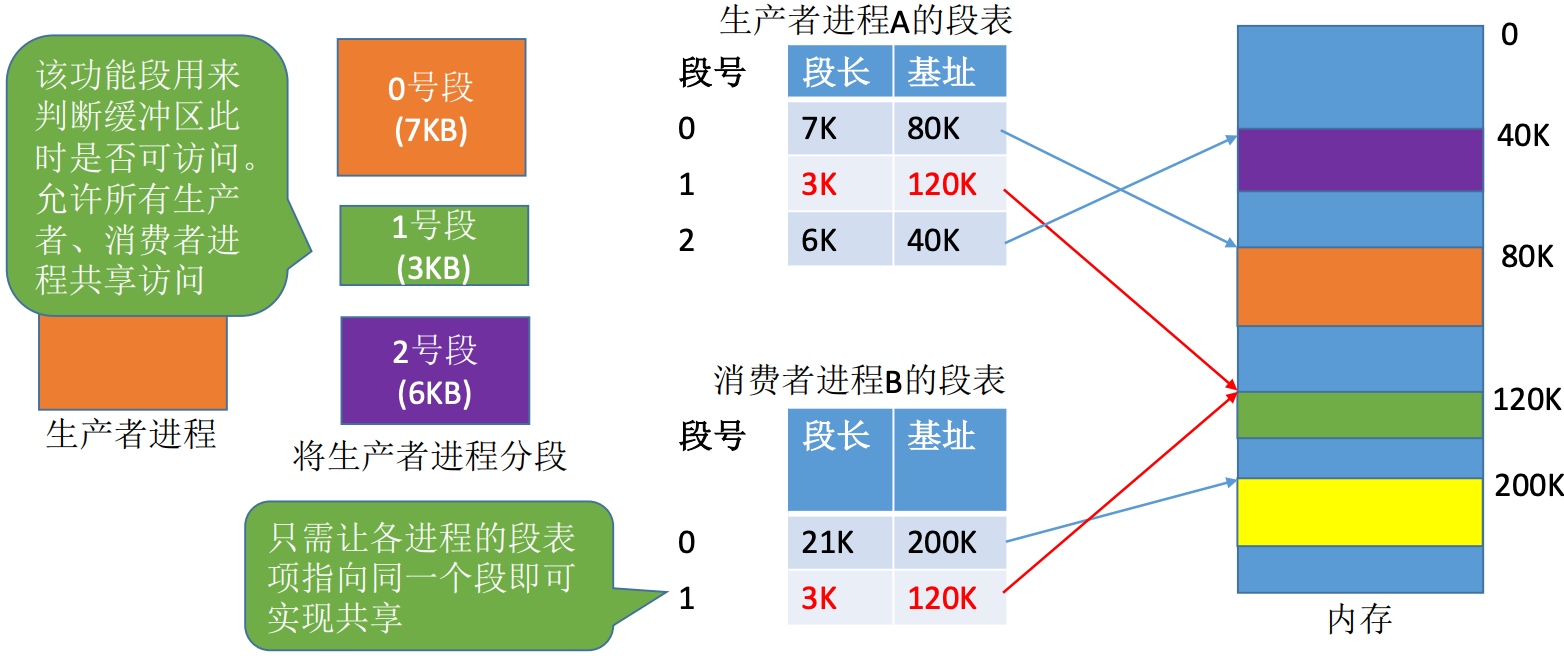 该功能段用来
判断缓冲区此
时是否可访问。
允许所有生产
者、消费者进
程共享访问
生产者进程
0号段
(7KB)
1号段
(3KB)
2号段
(6KB)
将生产者进程分段
生产者进程A的段表
段号 段长 基址
0 7K 80K
1 3K 120K
2 6K 40K
消费者进程B的段表
段号 段长 基址
0 21K 200K
1 3K 120K
只需让各进程的段表
项指向同一个段即可
实现共享
0
40K
80K
120K
200K
内存